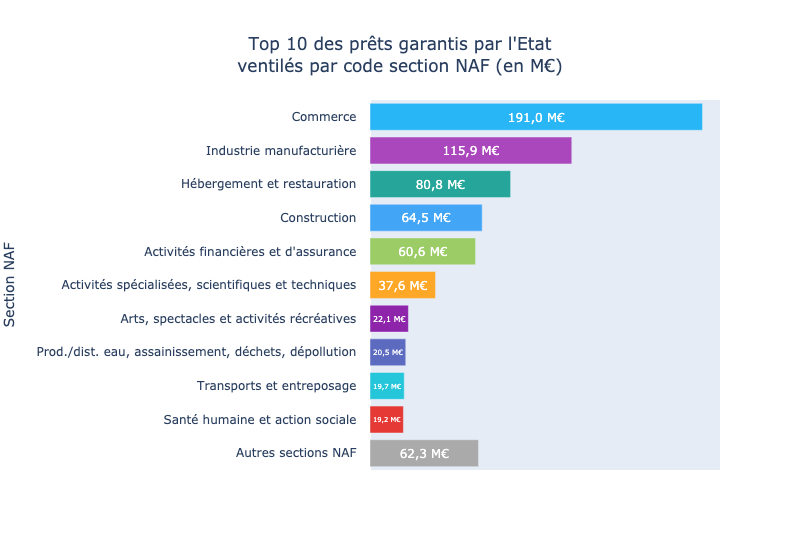 Top 10 des prêts garantis par l'Etat
ventilés par code section NAF (en M€)
Section NAF
Commerce 191,0 M€
Industrie manufacturière 115,9 M€
Hébergement et restauration 80,8 M€
Construction 64,5 M€
Activités financières et d'assurance 60,6 M€
Activités spécialisées, scientifiques et techniques 37,6 M€
Arts, spectacles et activités récréatives 22,1 M€
Prod./dist. eau, assainissement, déchets, dépollution 20,5 M€
Transports et entreposage 19,7 M€
Santé humaine et action sociale 19,2 M€
Autres sections NAF 62,3 M€